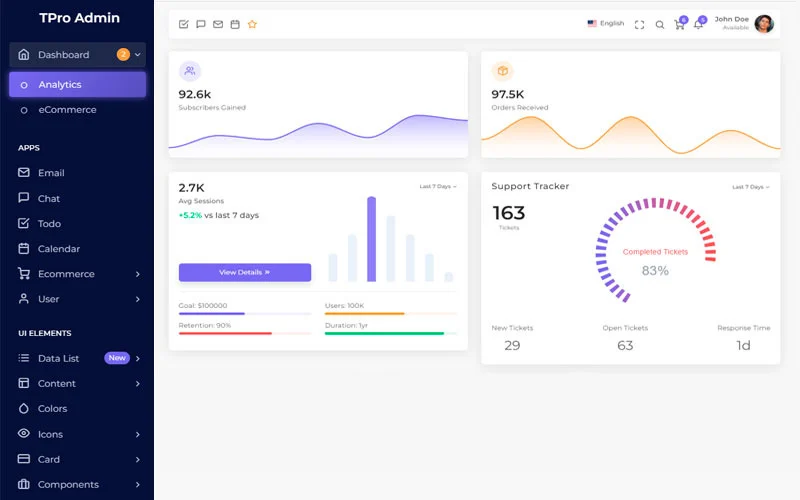 TPro Admin
Dashboard 2
Analytics
eCommerce
APPS
Email
Chat
Todo
Calendar
Ecommerce
User
UI ELEMENTS
Data List New
Content
Colors
Icons
Card
Components
English
6
5
John Doe
Available
92.6k
Subscribers Gained
97.5K
Orders Received
2.7K
Last 7 Days
Avg Sessions
+5.2% vs last 7 days
View Details »
Goal: $100000
Users: 100K
Retention: 90%
Duration: 1yr
Support Tracker
Last 7 Days
163
Tickets
Completed Tickets
83%
New Tickets
Open Tickets
Response Time
29
63
1d